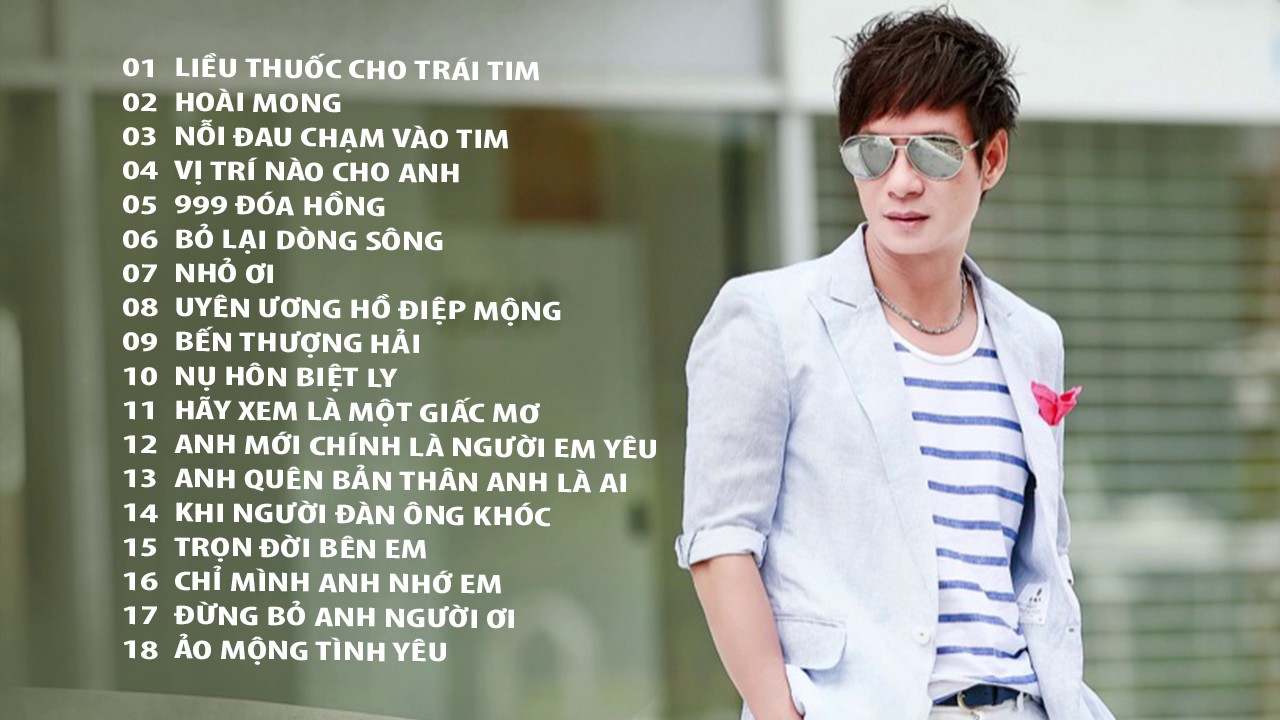 01 LIỀU THUỐC CHO TRÁI TIM
02 HOÀI MONG
03 NỖI ĐAU CHẠM VÀO TIM
04 VỊ TRÍ NÀO CHO ANH
05 999 ĐÓA HỒNG
06 BỎ LẠI DÒNG SÔNG
07 NHỎ ƠI
08 UYÊN ƯƠNG HỒ ĐIỆP MỘNG
09 BẾN THƯỢNG HẢI
10 NỤ HÔN BIỆT LY
11 HÃY XEM LÀ MỘT GIẤC MƠ
12 ANH MỚI CHÍNH LÀ NGƯỜI EM YÊU
13 ANH QUÊN BẢN THÂN ANH LÀ AI
14 KHI NGƯỜI ĐÀN ÔNG KHÓC
15 TRỌN ĐỜI BÊN EM
16 CHỈ MÌNH ANH NHỚ EM
17 ĐỪNG BỎ ANH NGƯỜI ƠI
18 ẢO MỘNG TÌNH YÊU